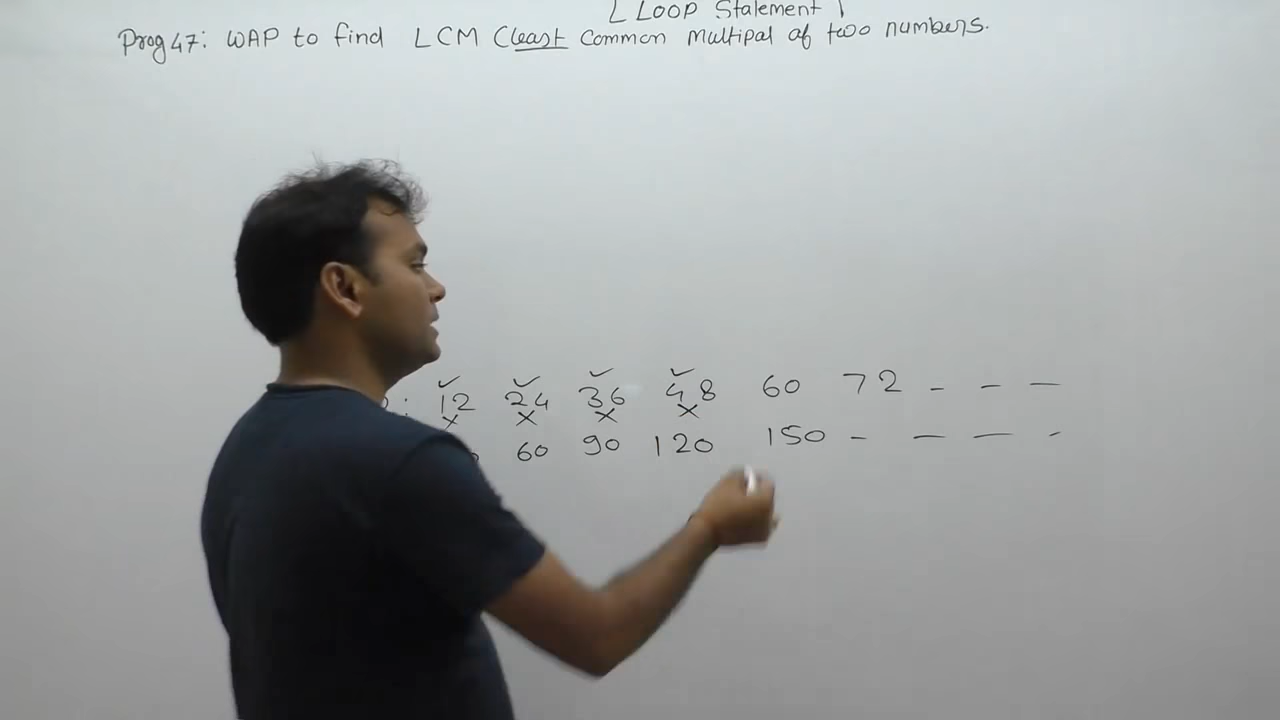 [ LOOP Statement ]
Prog 47: WAP to find LCM (least Common Multipal of two numbers.
: 12 24 36 48 60 72 - - -
60 90 120 150 - - - -